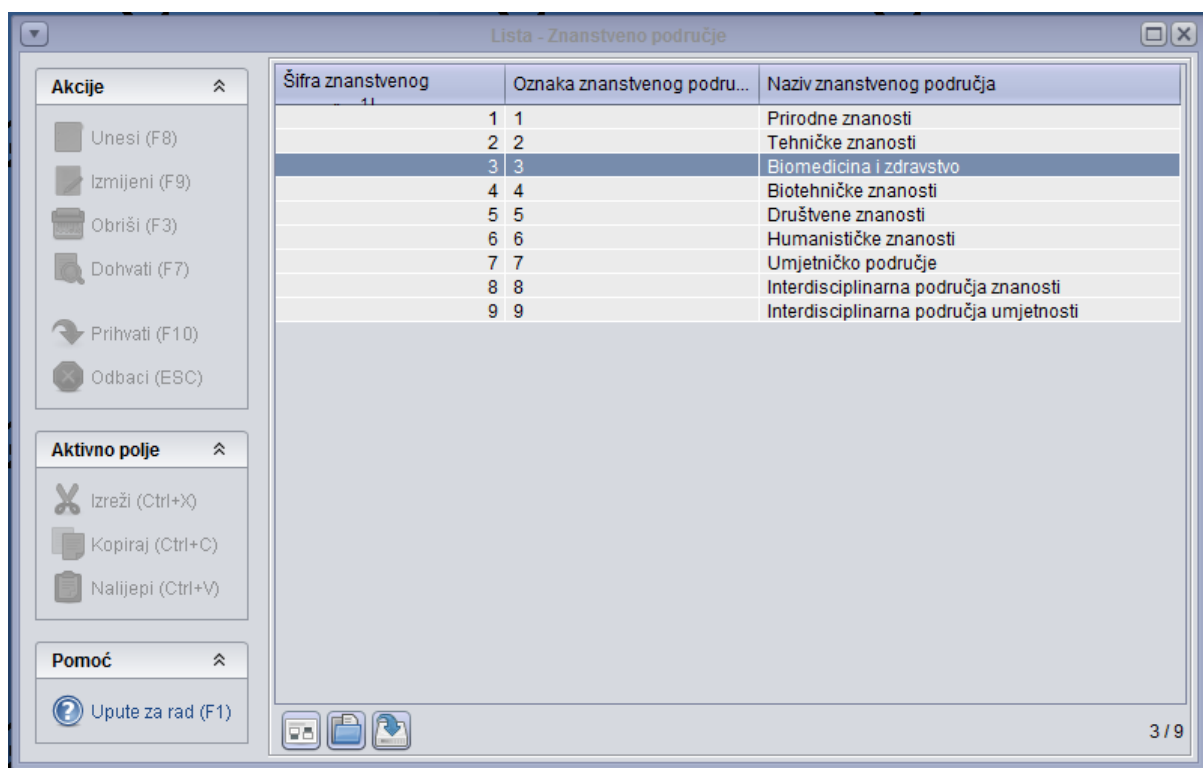 Lista - Znanstveno područje
Akcije
Unesi (F8)
Izmijeni (F9)
Obriši (F3)
Dohvati (F7)
Prihvati (F10)
Odbaci (ESC)
Aktivno polje
Izreži (Ctrl+X)
Kopiraj (Ctrl+C)
Nalijepi (Ctrl+V)
Pomoć
Upute za rad (F1)
Šifra znanstvenog Oznaka znanstvenog podru... Naziv znanstvenog područja
1 1 Prirodne znanosti
2 2 Tehničke znanosti
3 3 Biomedicina i zdravstvo
4 4 Biotehničke znanosti
5 5 Društvene znanosti
6 6 Humanističke znanosti
7 7 Umjetničko područje
8 8 Interdisciplinarna područja znanosti
9 9 Interdisciplinarna područja umjetnosti
3 / 9